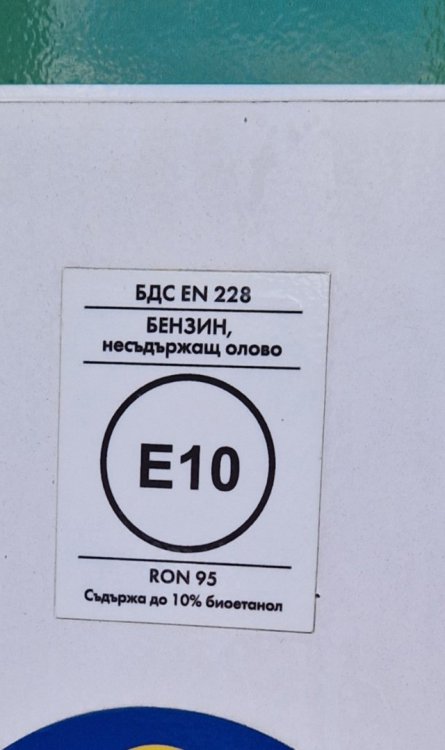 БДС EN 228
БЕНЗИН,
несъдържащ олово
E10
RON 95
Съдържа до 10% биоетанол